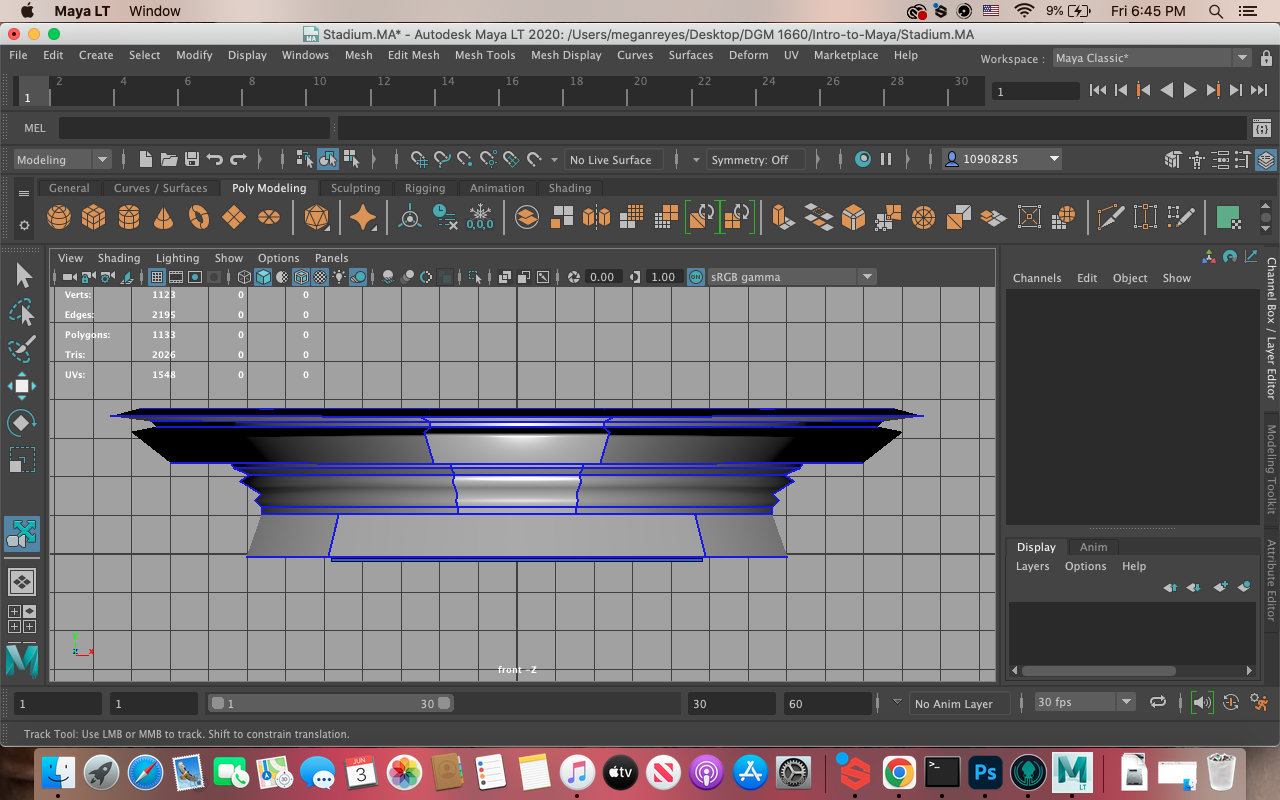 Maya LT Window 9% Fri 6:45 PM
Stadium.MA* - Autodesk Maya LT 2020: /Users/meganreyes/Desktop/DGM 1660/Intro-to-Maya/Stadium.MA
File Edit Create Select Modify Display Windows Mesh Edit Mesh Mesh Tools Mesh Display Curves Surfaces Deform UV Marketplace Help Workspace : Maya Classic*
1 2 4 6 8 10 12 14 16 18 20 22 24 26 28 30 1
MEL
Modeling No Live Surface Symmetry: Off 10908285
General Curves / Surfaces Poly Modeling Sculpting Rigging Animation Shading
0,0,0
View Shading Lighting Show Options Panels
0.00 1.00 ON sRGB gamma
Channels Edit Object Show
Verts: 1123 0 0
Edges: 2195 0 0
Polygons: 1133 0 0
Tris: 2026 0 0
UVs: 1548 0 0
Channel Box / Layer Editor
Modeling Toolkit
Attribute Editor
Display Anim
Layers Options Help
y
z x
front -Z
1 1 1 30 30 60 No Anim Layer 30 fps
Track Tool: Use LMB or MMB to track. Shift to constrain translation.
JUN
3
tv
Ps
M
LT